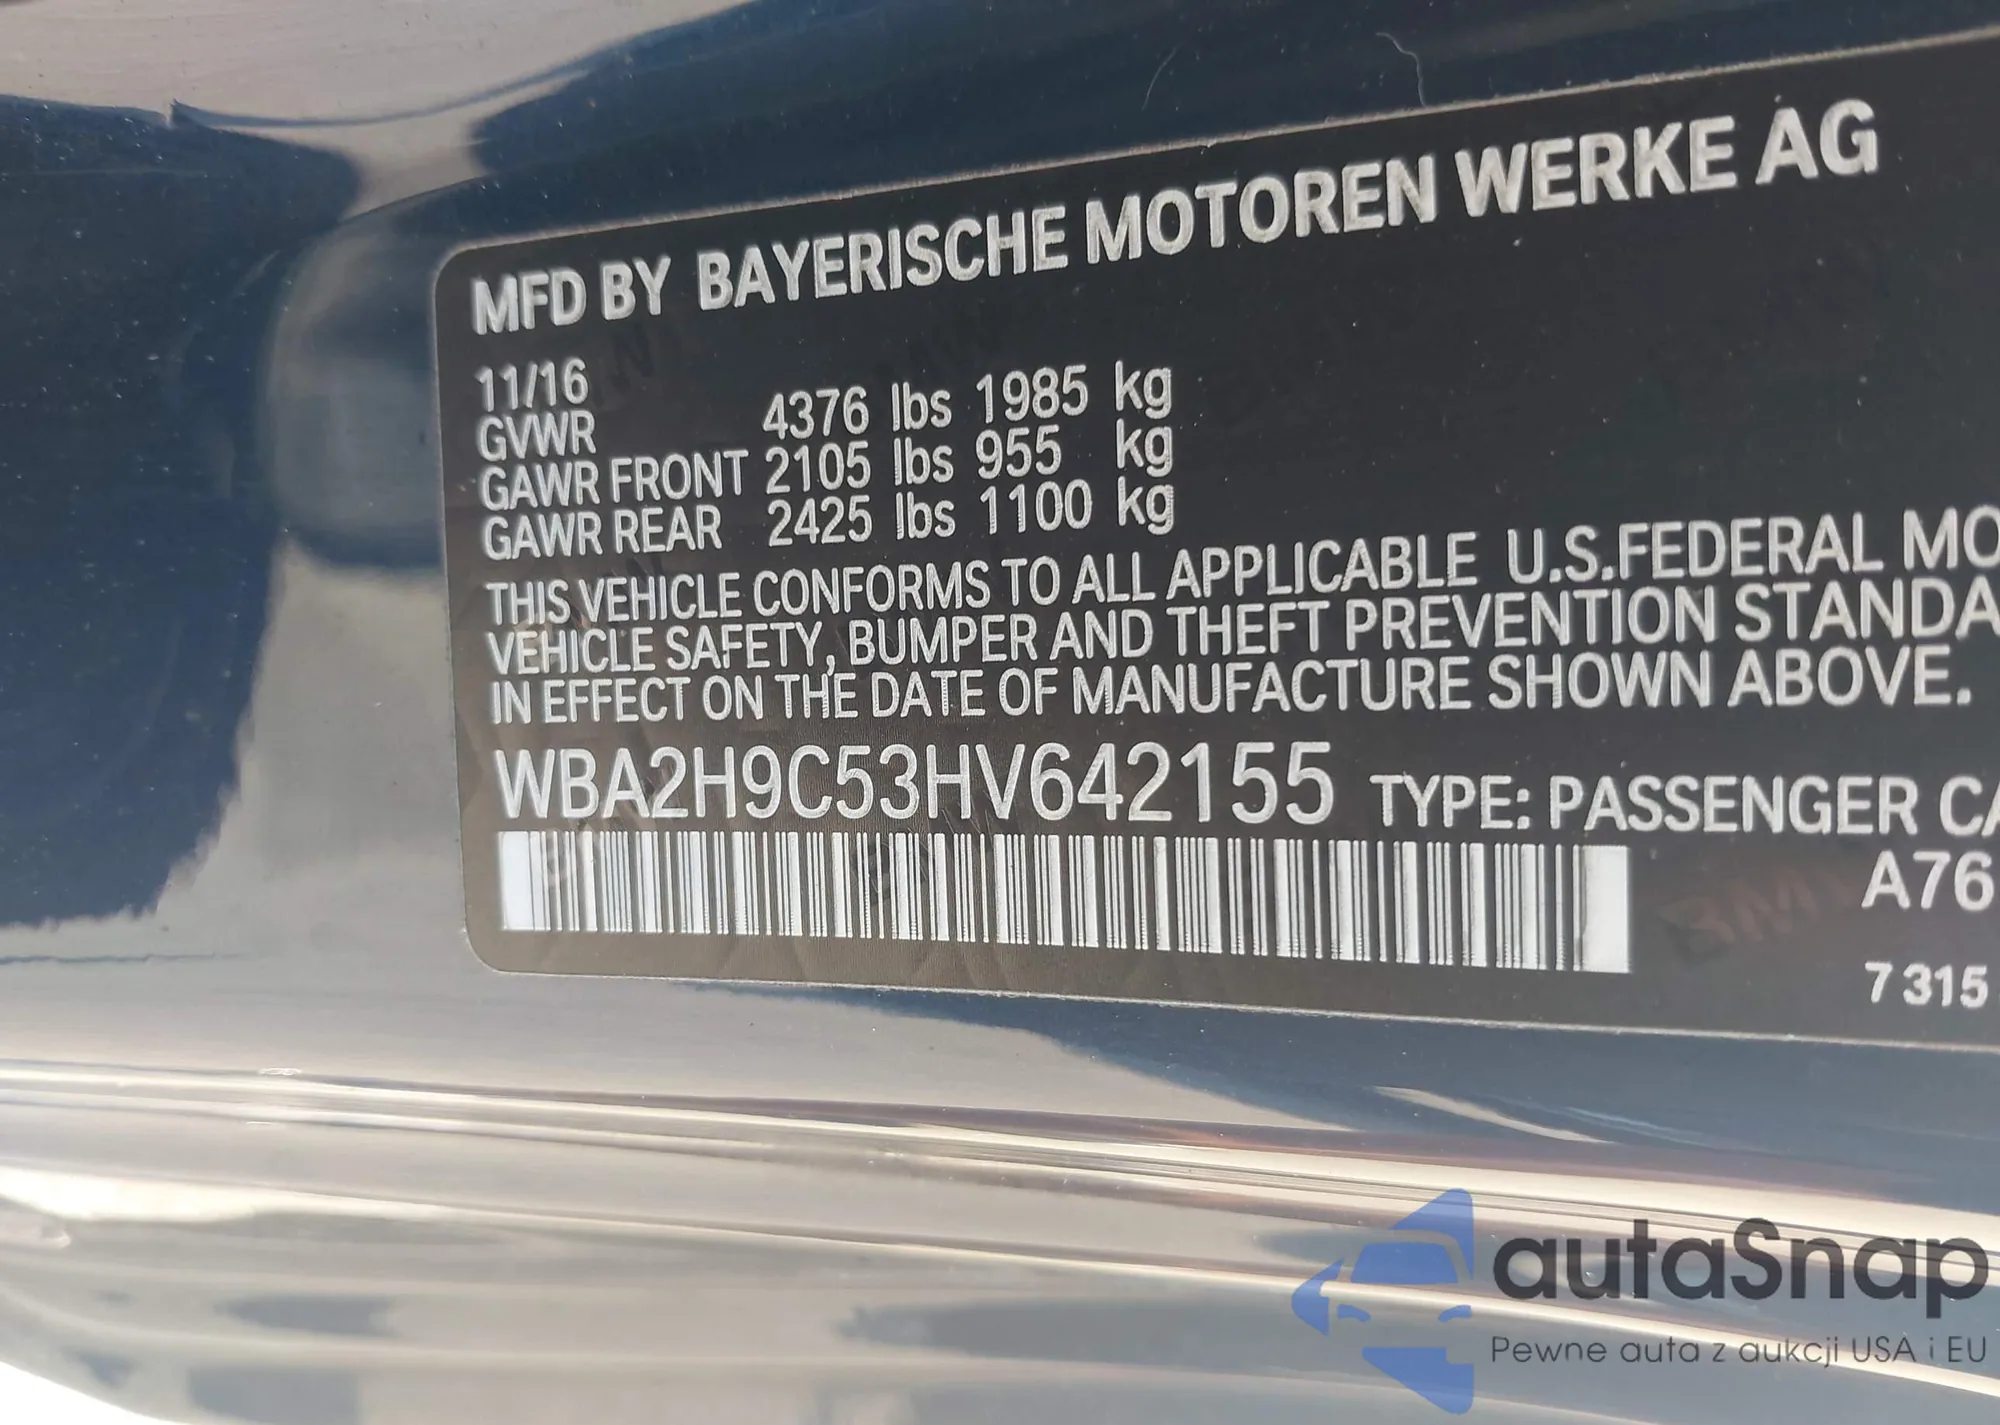 MFD BY BAYERISCHE MOTOREN WERKE AG
11/16
GVWR 4376 lbs 1985 kg
GAWR FRONT 2105 lbs 955 kg
GAWR REAR 2425 lbs 1100 kg
THIS VEHICLE CONFORMS TO ALL APPLICABLE U.S.FEDERAL MO
VEHICLE SAFETY, BUMPER AND THEFT PREVENTION STANDA
IN EFFECT ON THE DATE OF MANUFACTURE SHOWN ABOVE.
WBA2H9C53HV642155 TYPE: PASSENGER CA
A76
7 315
autaSnap
Pewne auta z aukcji USA i EU